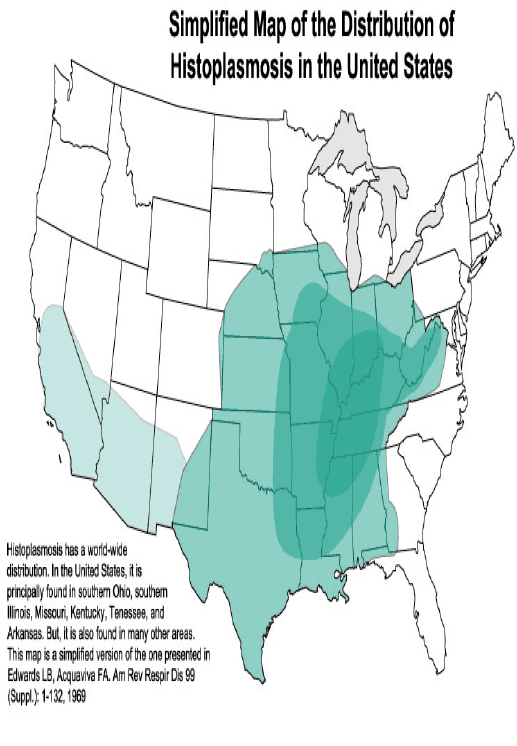 Simplified Map of the Distribution of
Histoplasmosis in the United States
Histoplasmosis has a world-wide
distribution. In the United States, it is
principally found in southern Ohio, southern
Illinois, Missouri, Kentucky, Tenessee, and
Arkansas. But, it is also found in many other areas.
This map is a simplified version of the one presented in
Edwards LB, Acquaviva FA. Am Rev Respir Dis 99
(Suppl.): 1-132, 1969